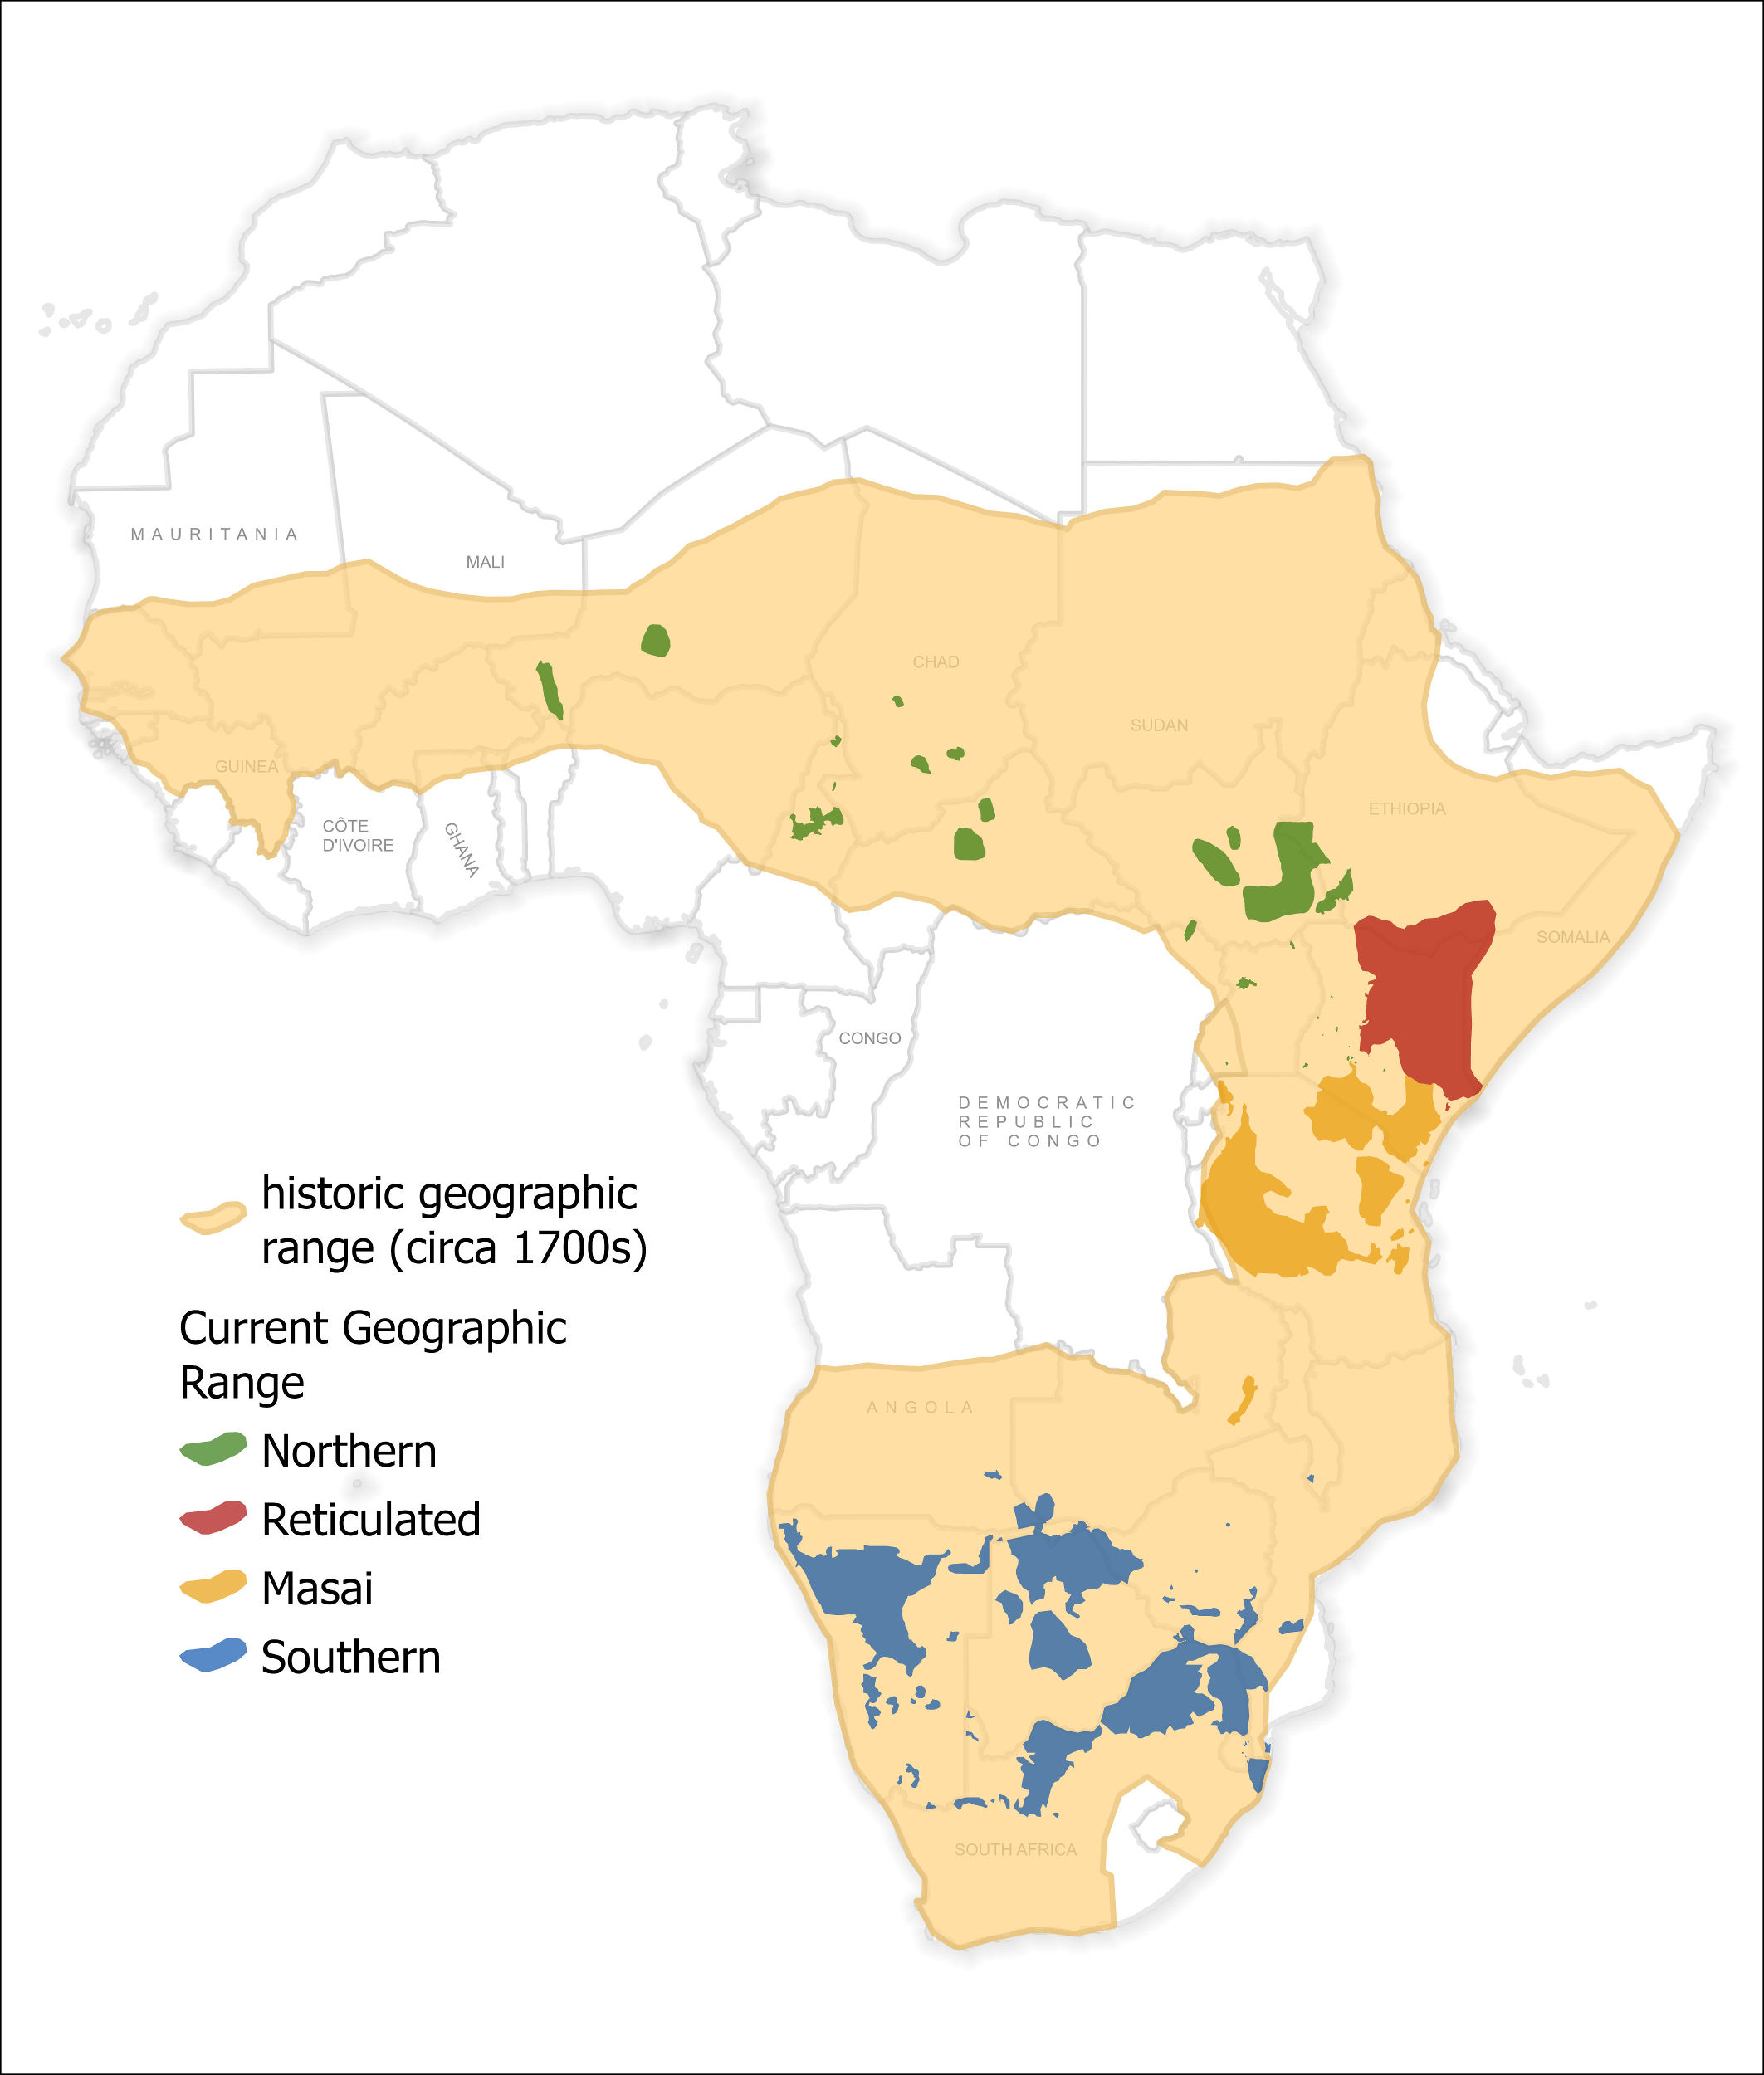 MAURITANIA
MALI
CHAD
SUDAN
GUINEA
CÔTE
D'IVOIRE
GHANA
ETHIOPIA
SOMALIA
CONGO
DEMOCRATIC
REPUBLIC
OF CONGO
ANGOLA
SOUTH AFRICA
historic geographic
range (circa 1700s)
Current Geographic
Range
Northern
Reticulated
Masai
Southern